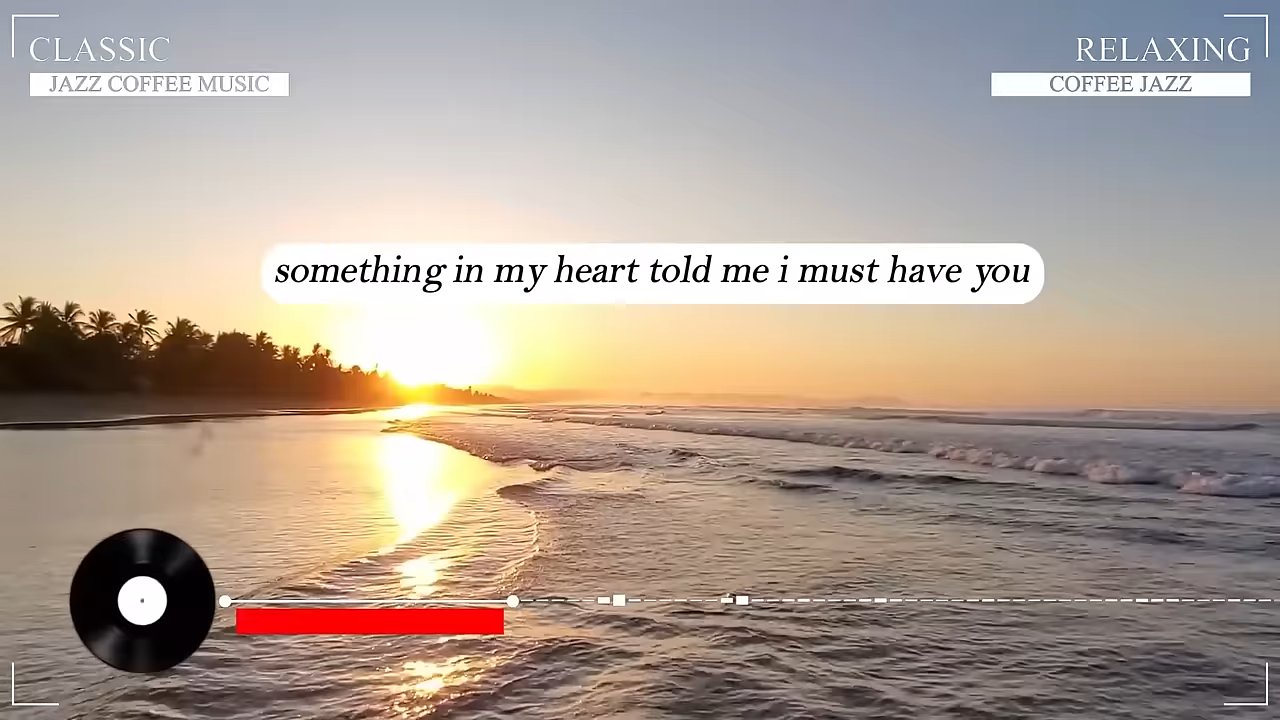 CLASSIC
JAZZ COFFEE MUSIC
RELAXING
COFFEE JAZZ
something in my heart told me i must have you